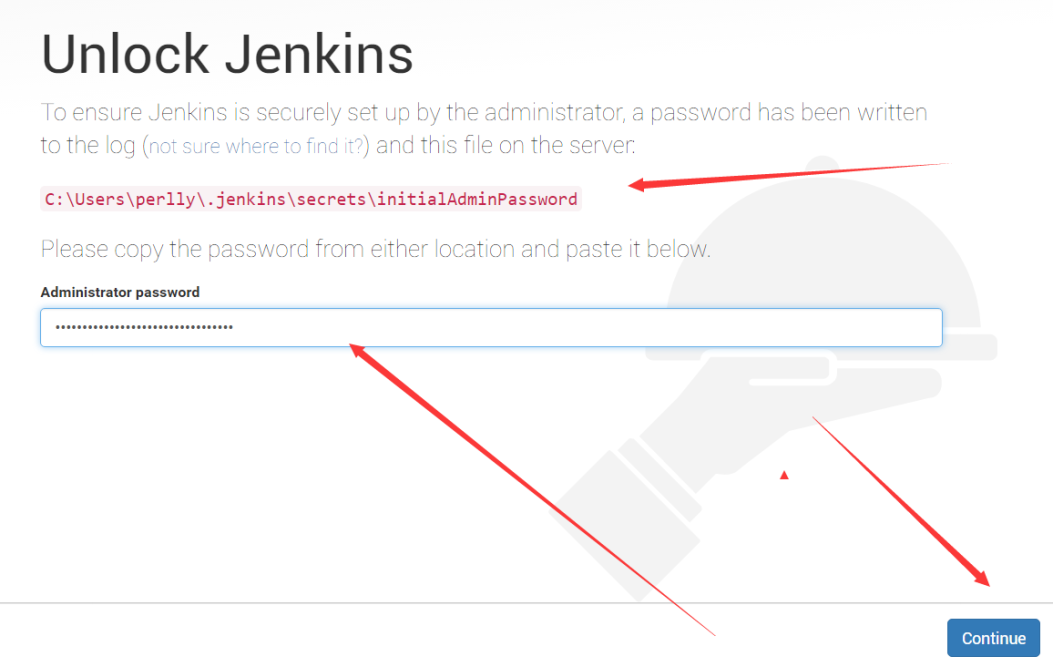 Unlock Jenkins
To ensure Jenkins is securely set up by the administrator, a password has been written
to the log (not sure where to find it?) and this file on the server:
C:\Users\perlly\.jenkins\secrets\initialAdminPassword
Please copy the password from either location and paste it below.
Administrator password
Continue